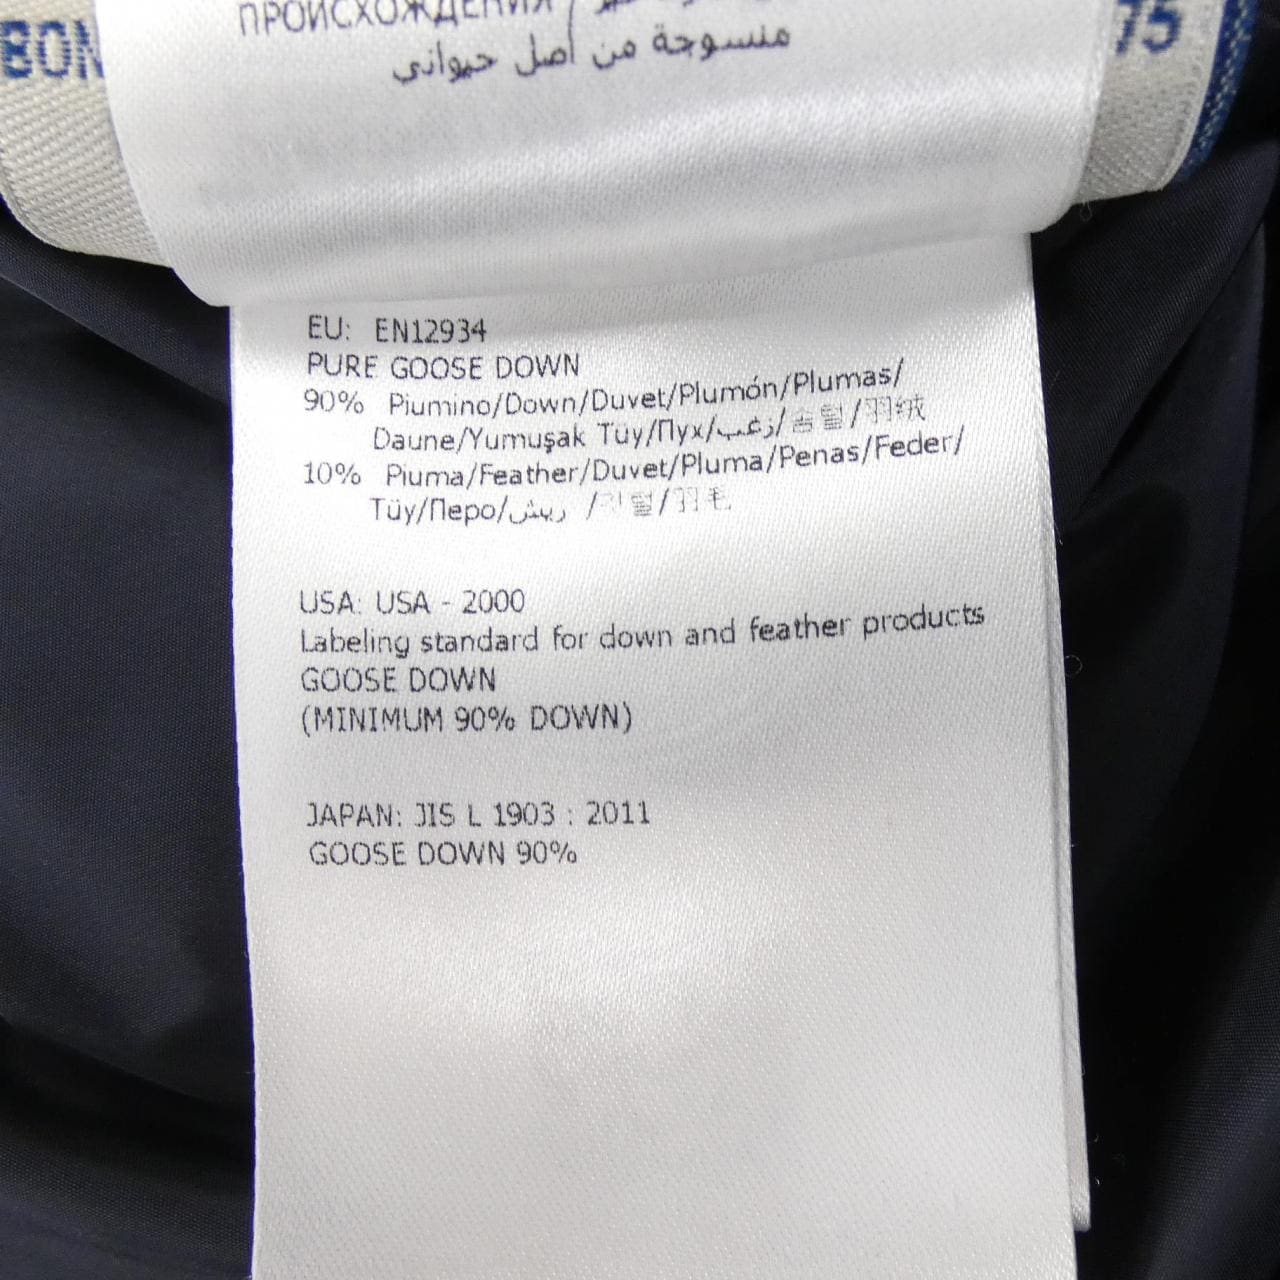 BON
75
ПРОИСХОЖДЕНИЯ /
منسوجة من أصل حيواني
EU: EN12934
PURE GOOSE DOWN
90% Piumino/Down/Duvet/Plumón/Plumas/
Daune/Yumuşak Tüy/Пух/زغب/솜털/羽绒
10% Piuma/Feather/Duvet/Pluma/Penas/Feder/
Tüy/Перо/ريش /깃털/羽毛
USA: USA - 2000
Labeling standard for down and feather products
GOOSE DOWN
(MINIMUM 90% DOWN)
JAPAN: JIS L 1903 : 2011
GOOSE DOWN 90%